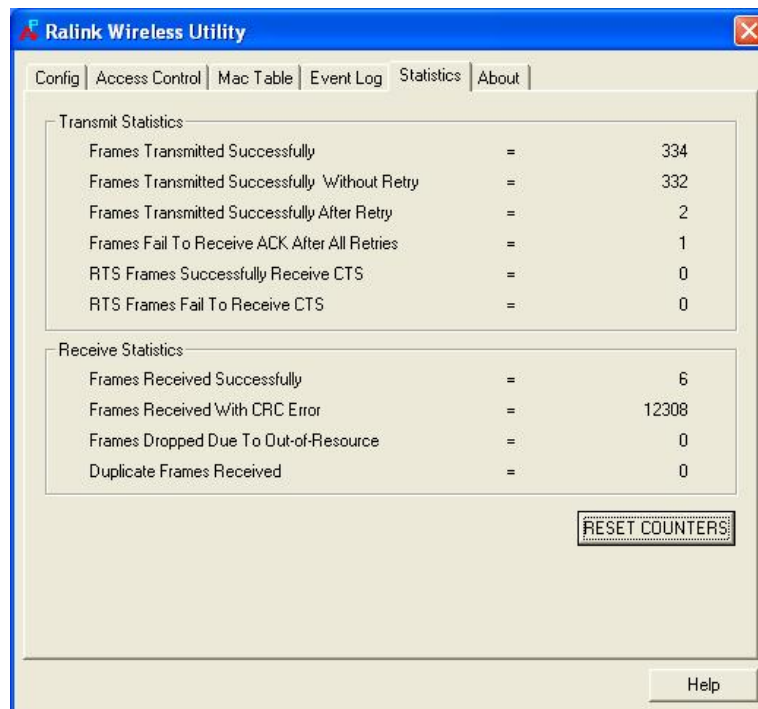 Ralink Wireless Utility
Config Access Control Mac Table Event Log Statistics About
Transmit Statistics
Frames Transmitted Successfully = 334
Frames Transmitted Successfully Without Retry = 332
Frames Transmitted Successfully After Retry = 2
Frames Fail To Receive ACK After All Retries = 1
RTS Frames Successfully Receive CTS = 0
RTS Frames Fail To Receive CTS = 0
Receive Statistics
Frames Received Successfully = 6
Frames Received With CRC Error = 12308
Frames Dropped Due To Out-of-Resource = 0
Duplicate Frames Received = 0
RESET COUNTERS
Help